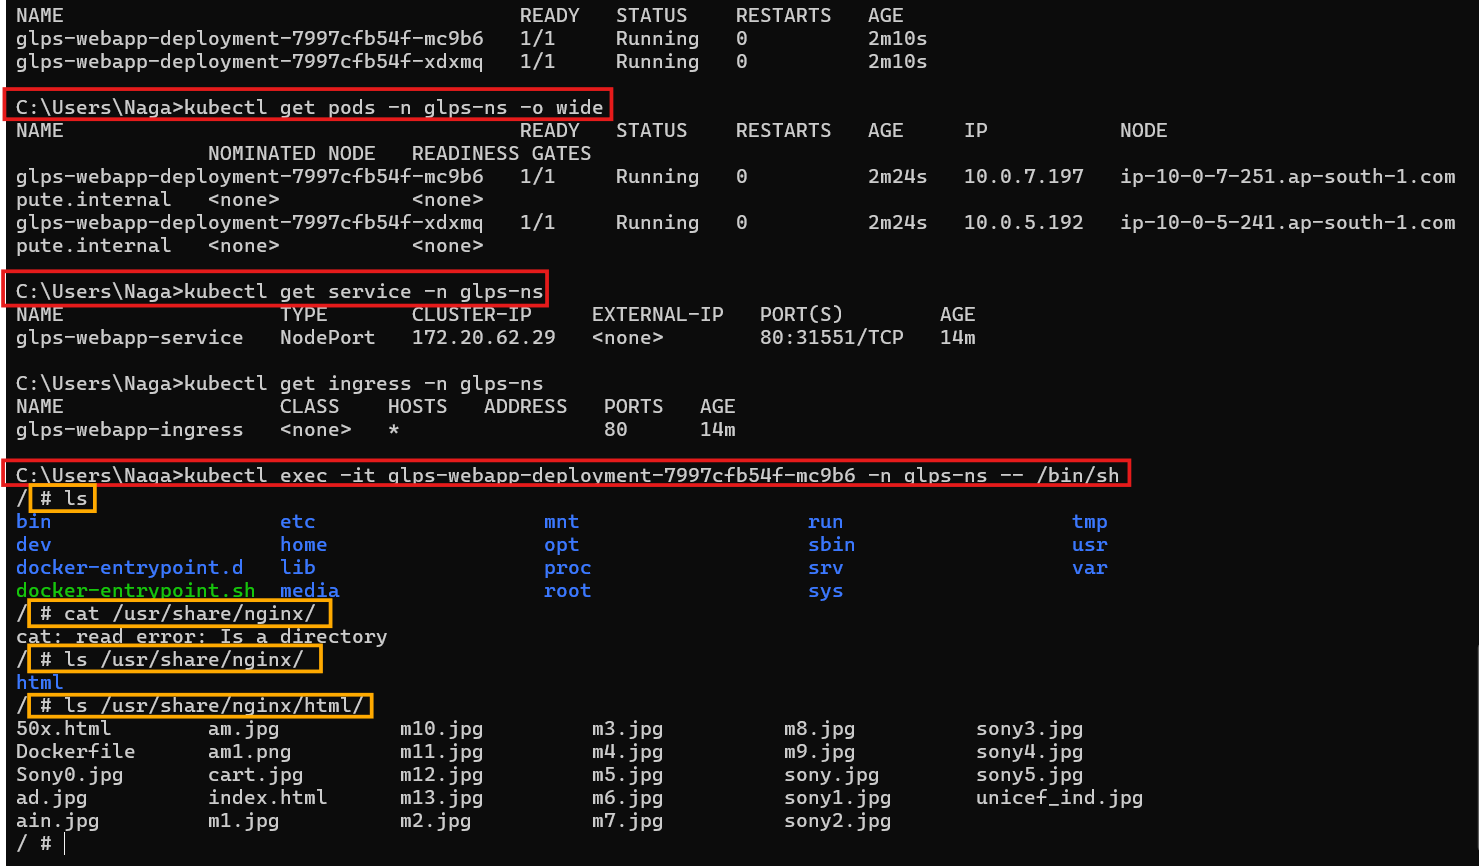 NAME                                      READY   STATUS    RESTARTS   AGE
glps-webapp-deployment-7997cfb54f-mc9b6   1/1     Running   0          2m10s
glps-webapp-deployment-7997cfb54f-xdxmq   1/1     Running   0          2m10s
C:\Users\Naga>kubectl get pods -n glps-ns -o wide
NAME                                      READY   STATUS    RESTARTS   AGE     IP           NODE
                NOMINATED NODE   READINESS GATES
glps-webapp-deployment-7997cfb54f-mc9b6   1/1     Running   0          2m24s   10.0.7.197   ip-10-0-7-251.ap-south-1.com
pute.internal   <none>           <none>
glps-webapp-deployment-7997cfb54f-xdxmq   1/1     Running   0          2m24s   10.0.5.192   ip-10-0-5-241.ap-south-1.com
pute.internal   <none>           <none>
C:\Users\Naga>kubectl get service -n glps-ns
NAME                  TYPE       CLUSTER-IP     EXTERNAL-IP   PORT(S)        AGE
glps-webapp-service   NodePort   172.20.62.29   <none>        80:31551/TCP   14m
C:\Users\Naga>kubectl get ingress -n glps-ns
NAME                  CLASS    HOSTS   ADDRESS   PORTS   AGE
glps-webapp-ingress   <none>   *                 80      14m
C:\Users\Naga>kubectl exec -it glps-webapp-deployment-7997cfb54f-mc9b6 -n glps-ns -- /bin/sh
/ # ls
bin                   etc                   mnt                   run                   tmp
dev                   home                  opt                   sbin                  usr
docker-entrypoint.d   lib                   proc                  srv                   var
docker-entrypoint.sh  media                 root                  sys
/ # cat /usr/share/nginx/
cat: read error: Is a directory
/ # ls /usr/share/nginx/
html
/ # ls /usr/share/nginx/html/
50x.html        am.jpg          m10.jpg         m3.jpg          m8.jpg          sony3.jpg
Dockerfile      am1.png         m11.jpg         m4.jpg          m9.jpg          sony4.jpg
Sony0.jpg       cart.jpg        m12.jpg         m5.jpg          sony.jpg        sony5.jpg
ad.jpg          index.html      m13.jpg         m6.jpg          sony1.jpg       unicef_ind.jpg
ain.jpg         m1.jpg          m2.jpg          m7.jpg          sony2.jpg
/ #